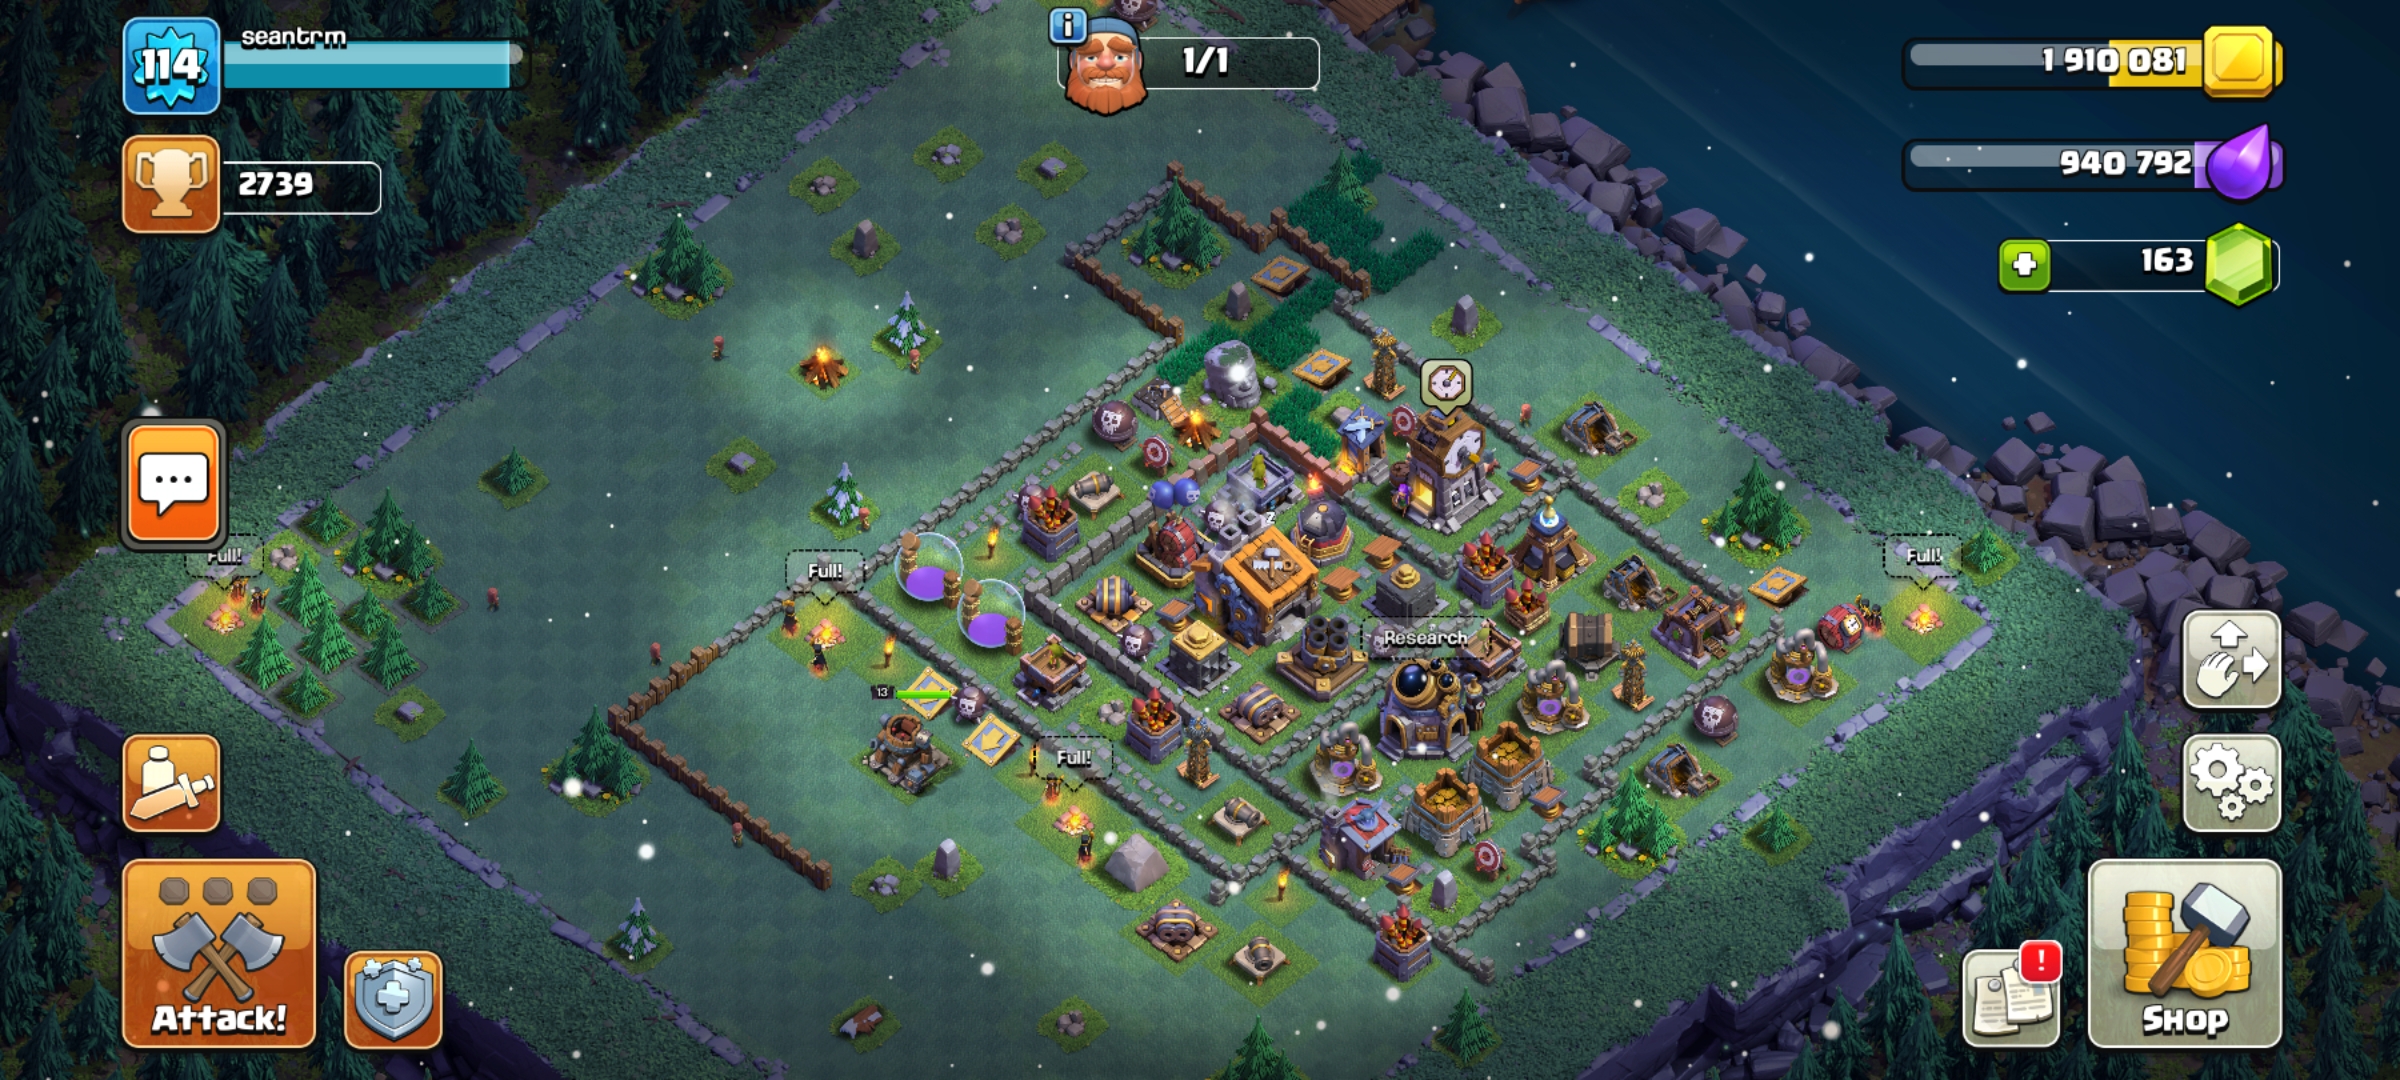 seantrm
114
1/1
1 910 081
2739
940 792
163
Full!
Full!
Full!
z
Research
13
Full!
Attack!
!
Shop